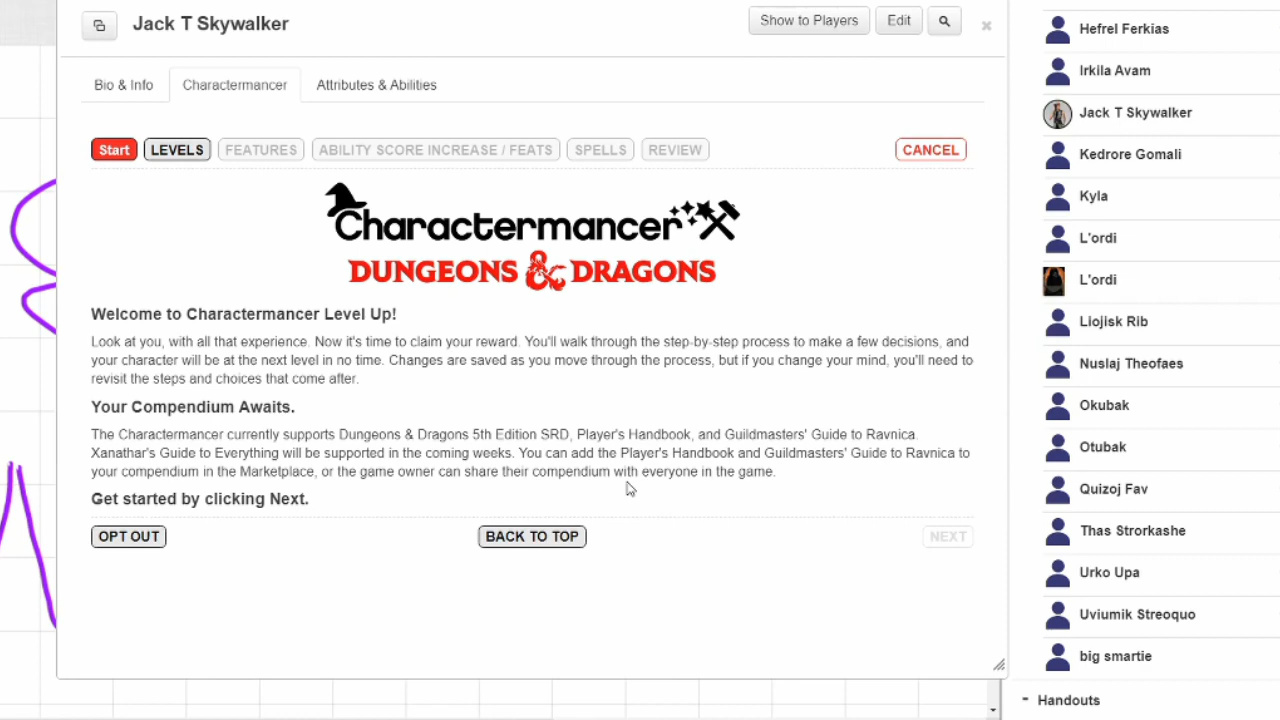 Jack T Skywalker
Show to Players
Edit
Bio & Info
Charactermancer
Attributes & Abilities
Start
LEVELS
FEATURES
ABILITY SCORE INCREASE / FEATS
SPELLS
REVIEW
CANCEL
Charactermancer
DUNGEONS & DRAGONS
Welcome to Charactermancer Level Up!
Look at you, with all that experience. Now it's time to claim your reward. You'll walk through the step-by-step process to make a few decisions, and
your character will be at the next level in no time. Changes are saved as you move through the process, but if you change your mind, you'll need to
revisit the steps and choices that come after.
Your Compendium Awaits.
The Charactermancer currently supports Dungeons & Dragons 5th Edition SRD, Player's Handbook, and Guildmasters' Guide to Ravnica.
Xanathar's Guide to Everything will be supported in the coming weeks. You can add the Player's Handbook and Guildmasters' Guide to Ravnica to
your compendium in the Marketplace, or the game owner can share their compendium with everyone in the game.
Get started by clicking Next.
OPT OUT
BACK TO TOP
NEXT
Hefrel Ferkias
Irkila Avam
Jack T Skywalker
Kedrore Gomali
Kyla
L'ordi
L'ordi
Liojisk Rib
Nuslaj Theofaes
Okubak
Otubak
Quizoj Fav
Thas Strorkashe
Urko Upa
Uviumik Streoquo
big smartie
Handouts